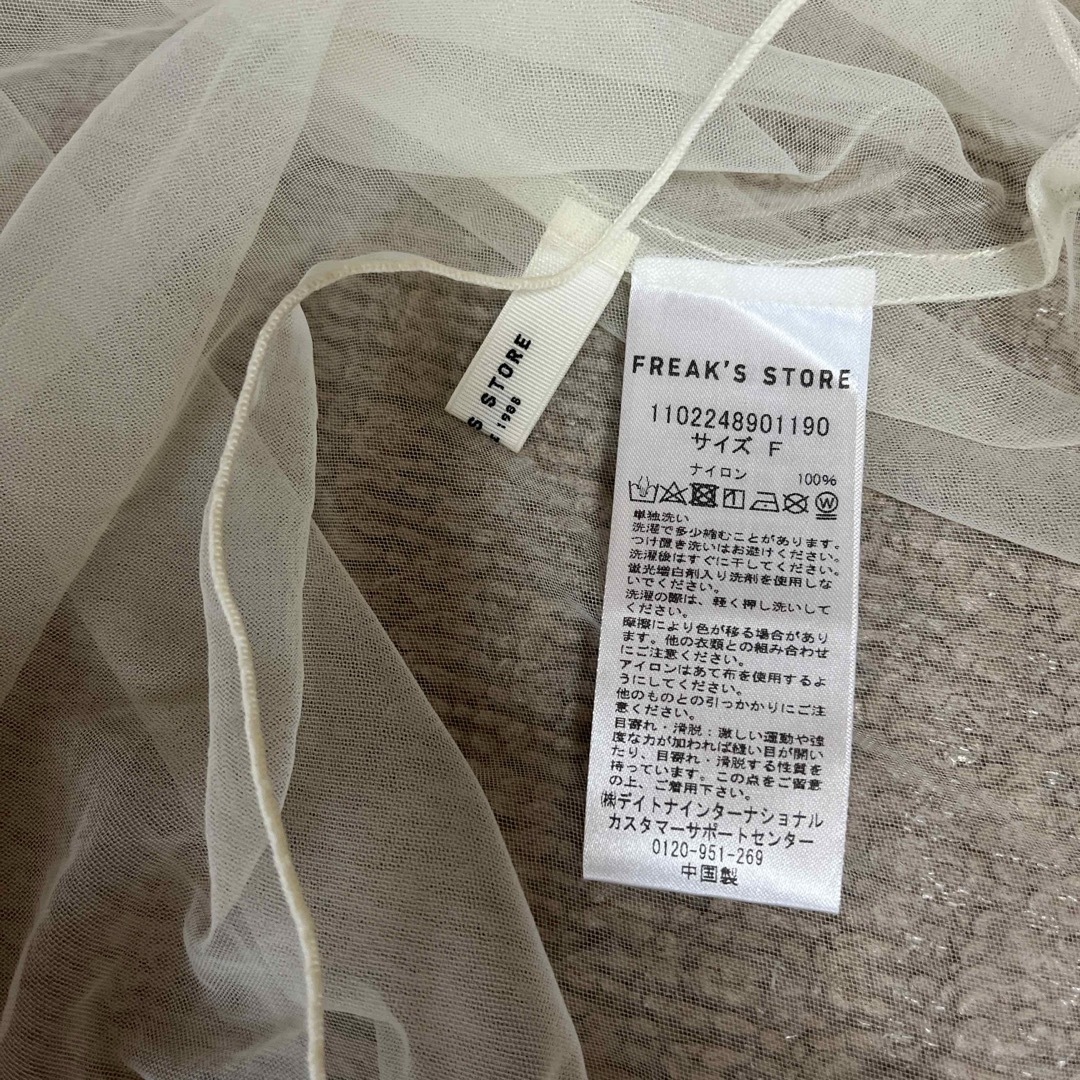 S STORE
198
FREAK'S STORE
1102248901190
サイズ F
ナイロン 100%
W
単独洗い
洗濯で多少縮むことがあります。
つけ置き洗いはお避けください。
洗濯後はすぐに干してください。
蛍光増白剤入り洗剤を使用しな
いでください。
洗濯の際は、軽く押し洗いして
ください。
摩擦により色が移る場合があり
ます。他の衣類との組み合わせ
にご注意ください。
アイロンはあて布を使用するよ
うにしてください。
他のものとの引っかかりにご注
意ください。
目寄れ・滑脱：激しい運動や強
度な力が加われば縫い目が開い
たり、目寄れ・滑脱する性質を
持っています。この点をご留意
の上、ご着用下さい。
㈱デイトナインターナショナル
カスタマーサポートセンター
0120-951-269
中国製